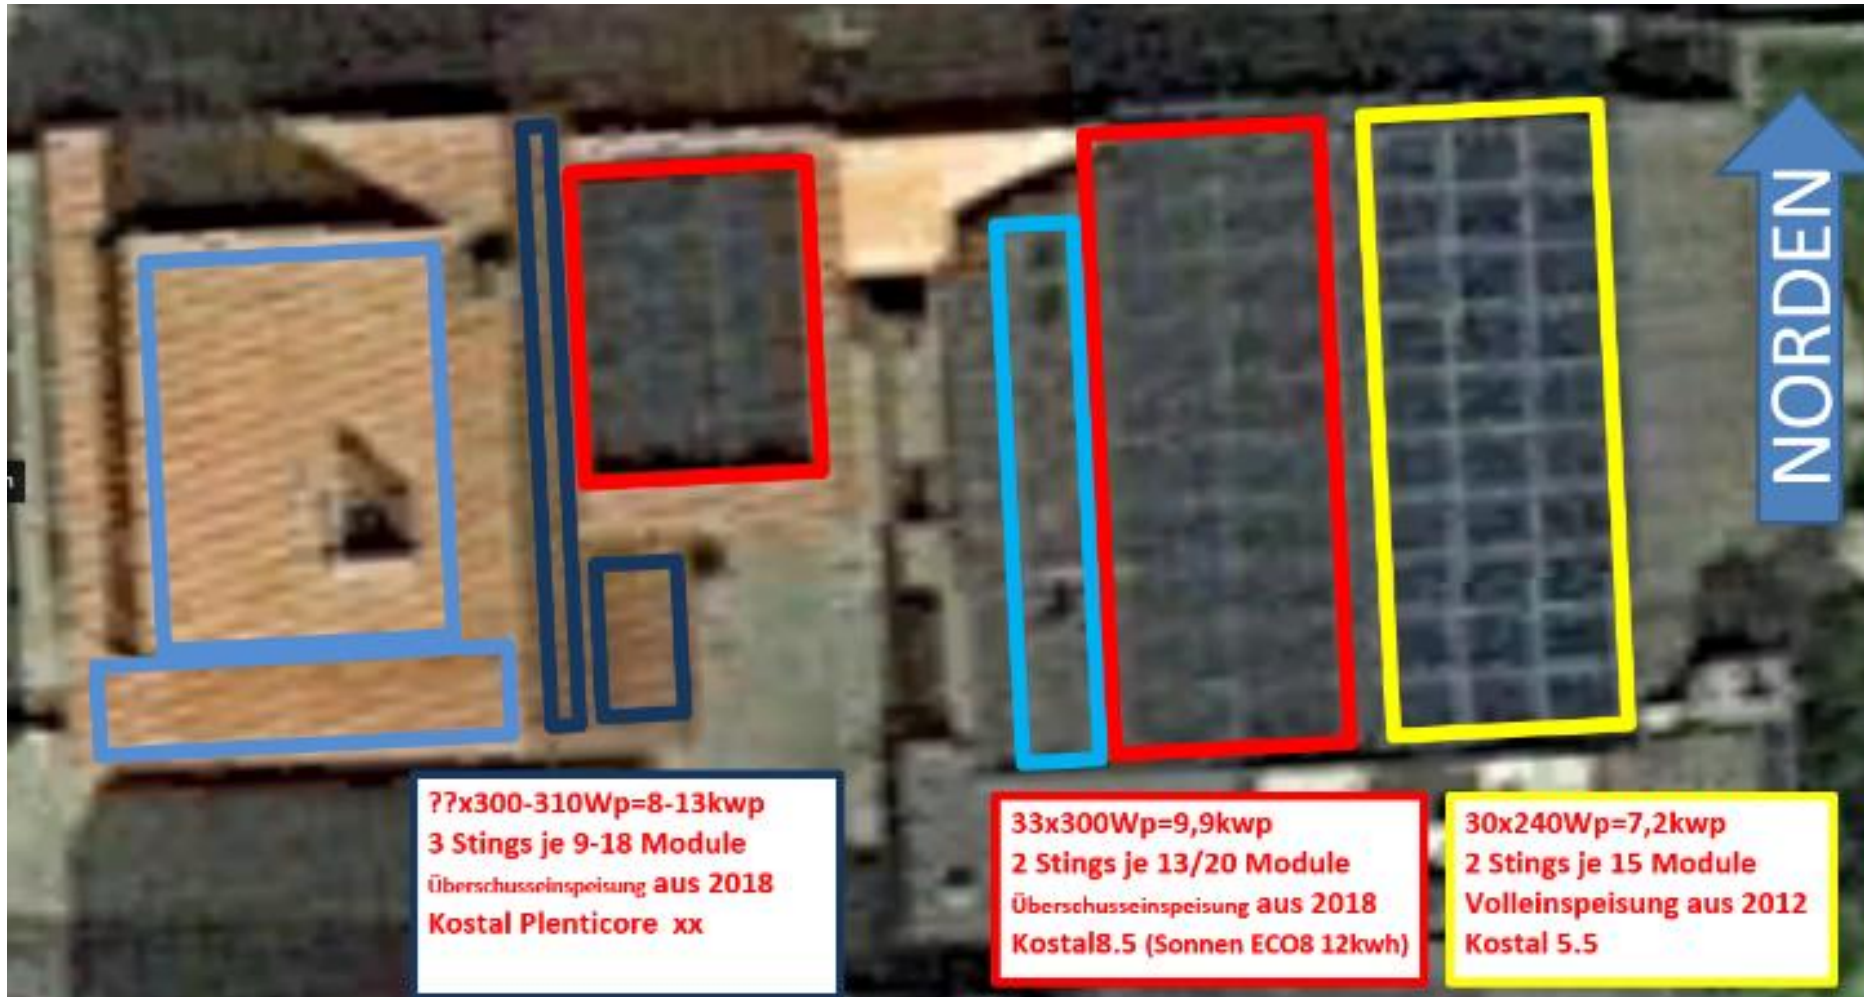 NORDEN
n
??x300-310Wp=8-13kwp
3 Stings je 9-18 Module
Überschusseinspeisung aus 2018
Kostal Plenticore xx
33x300Wp=9,9kwp
2 Stings je 13/20 Module
Überschusseinspeisung aus 2018
Kostal8.5 (Sonnen ECO8 12kwh)
30x240Wp=7,2kwp
2 Stings je 15 Module
Volleinspeisung aus 2012
Kostal 5.5